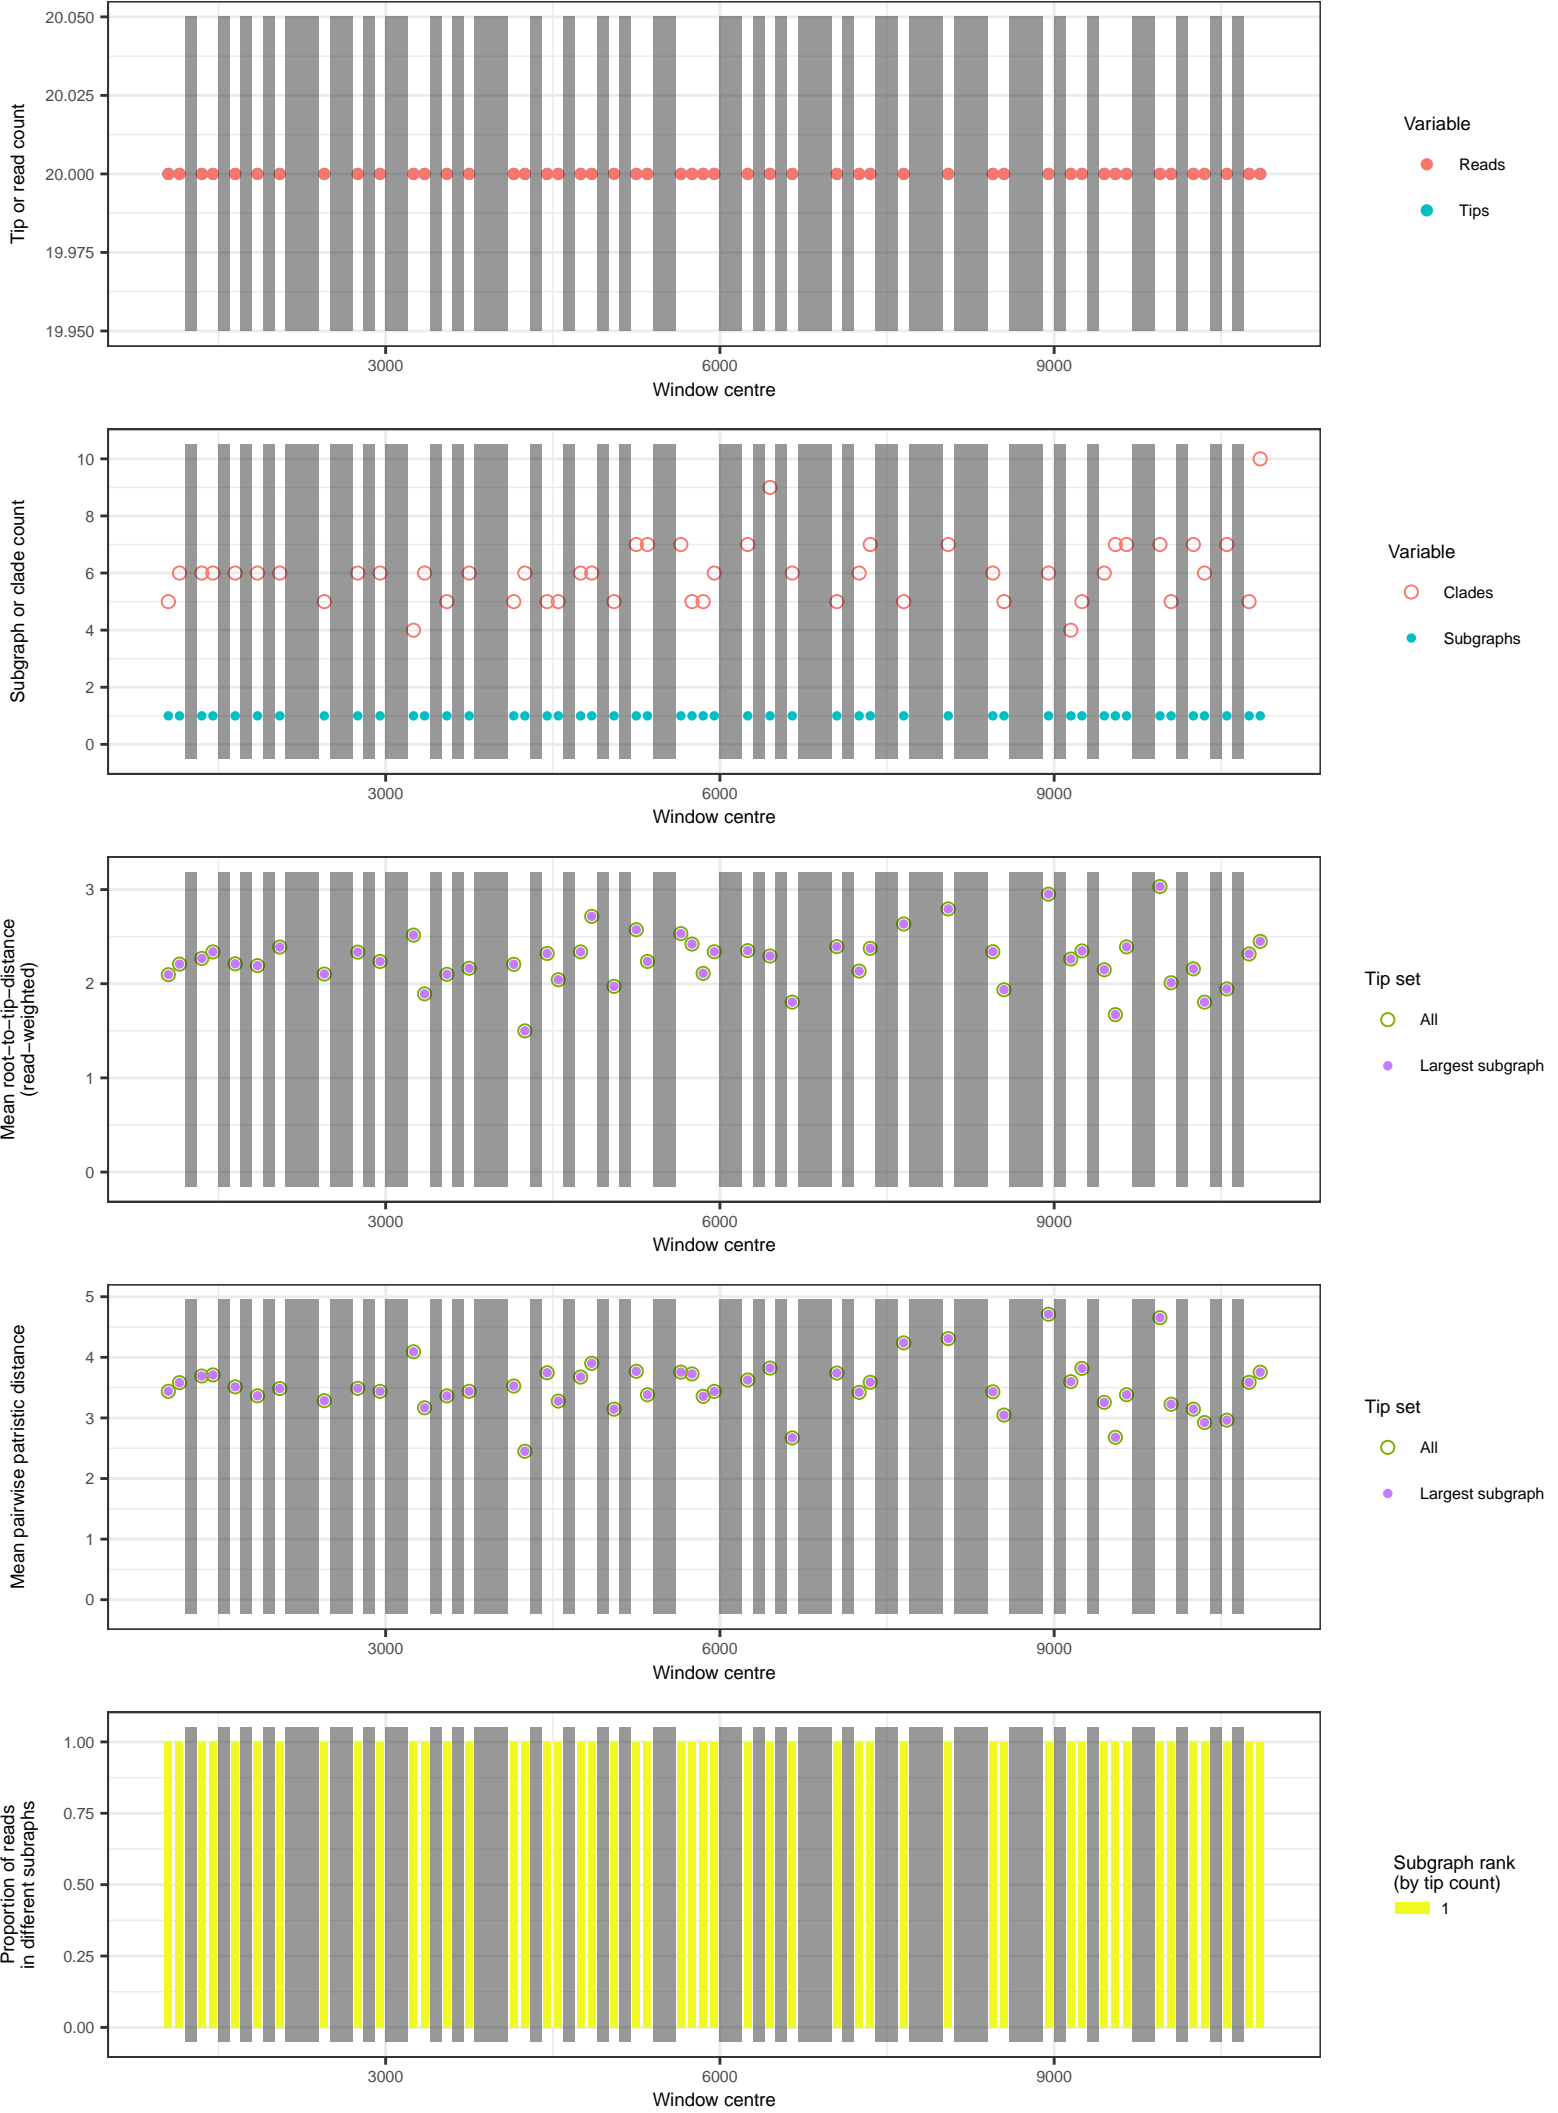 20.050
20.025
20.000
19.975
19.950
Tip or read count
3000
6000
9000
Window centre
Variable
Reads
Tips
10
8
6
4
2
0
Subgraph or clade count
3000
6000
9000
Window centre
Variable
Clades
Subgraphs
3
2
1
0
Mean root−to−tip−distance
(read−weighted)
3000
6000
9000
Window centre
Tip set
All
Largest subgraph
5
4
3
2
1
0
Mean pairwise patristic distance
3000
6000
9000
Window centre
Tip set
All
Largest subgraph
1.00
0.75
0.50
0.25
0.00
Proportion of reads
in different subraphs
3000
6000
9000
Window centre
Subgraph rank
(by tip count)
1